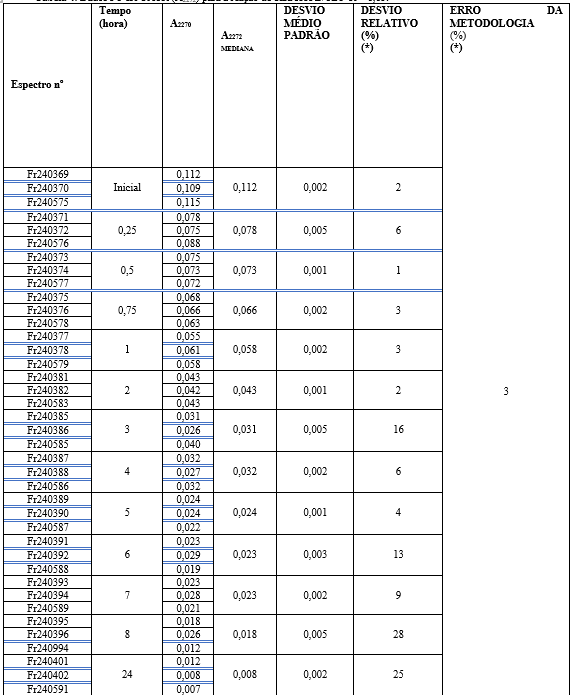 Tempo (hora)
A2270
A2272 MEDIANA
DESVIO MÉDIO PADRÃO
DESVIO RELATIVO (%) (*)
ERRO DA METODOLOGIA (%) (*)
Espectro nº
Fr240369 0,112
Fr240370 Inicial 0,109 0,112 0,002 2
Fr240575 0,115
Fr240371 0,078
Fr240372 0,25 0,075 0,078 0,005 6
Fr240576 0,088
Fr240373 0,075
Fr240374 0,5 0,073 0,073 0,001 1
Fr240577 0,072
Fr240375 0,068
Fr240376 0,75 0,066 0,066 0,002 3
Fr240578 0,063
Fr240377 0,055
Fr240378 1 0,061 0,058 0,002 3
Fr240579 0,058
Fr240381 0,043
Fr240382 2 0,042 0,043 0,001 2 3
Fr240583 0,043
Fr240385 0,031
Fr240386 3 0,026 0,031 0,005 16
Fr240585 0,040
Fr240387 0,032
Fr240388 4 0,027 0,032 0,002 6
Fr240586 0,032
Fr240389 0,024
Fr240390 5 0,024 0,024 0,001 4
Fr240587 0,022
Fr240391 0,023
Fr240392 6 0,029 0,023 0,003 13
Fr240588 0,019
Fr240393 0,023
Fr240394 7 0,028 0,023 0,002 9
Fr240589 0,021
Fr240395 0,018
Fr240396 8 0,026 0,018 0,005 28
Fr240994 0,012
Fr240401 0,012
Fr240402 24 0,008 0,008 0,002 25
Fr240591 0,007